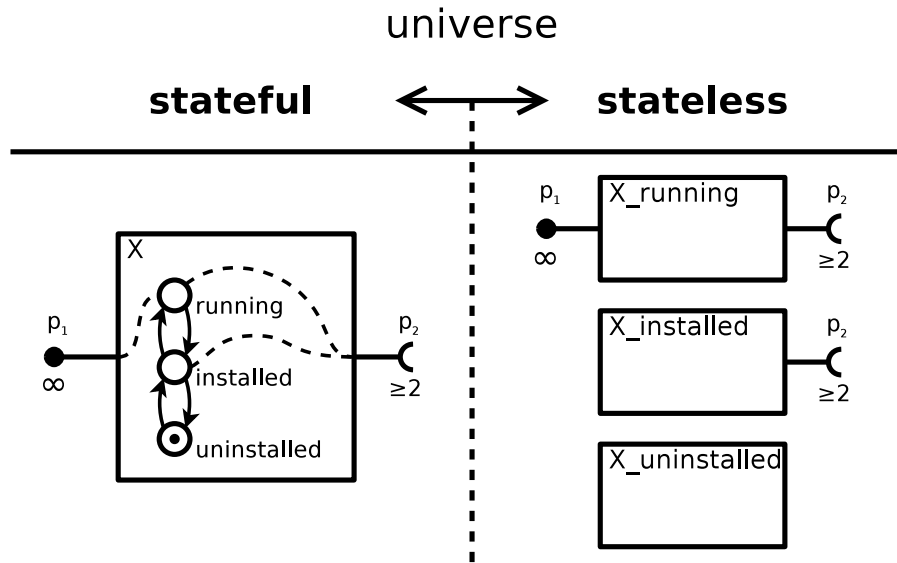 universe
stateful
stateless
X
running
installed
uninstalled
p₁
∞
p₂
≥2
p₁
∞
X_running
p₂
≥2
X_installed
p₂
≥2
X_uninstalled